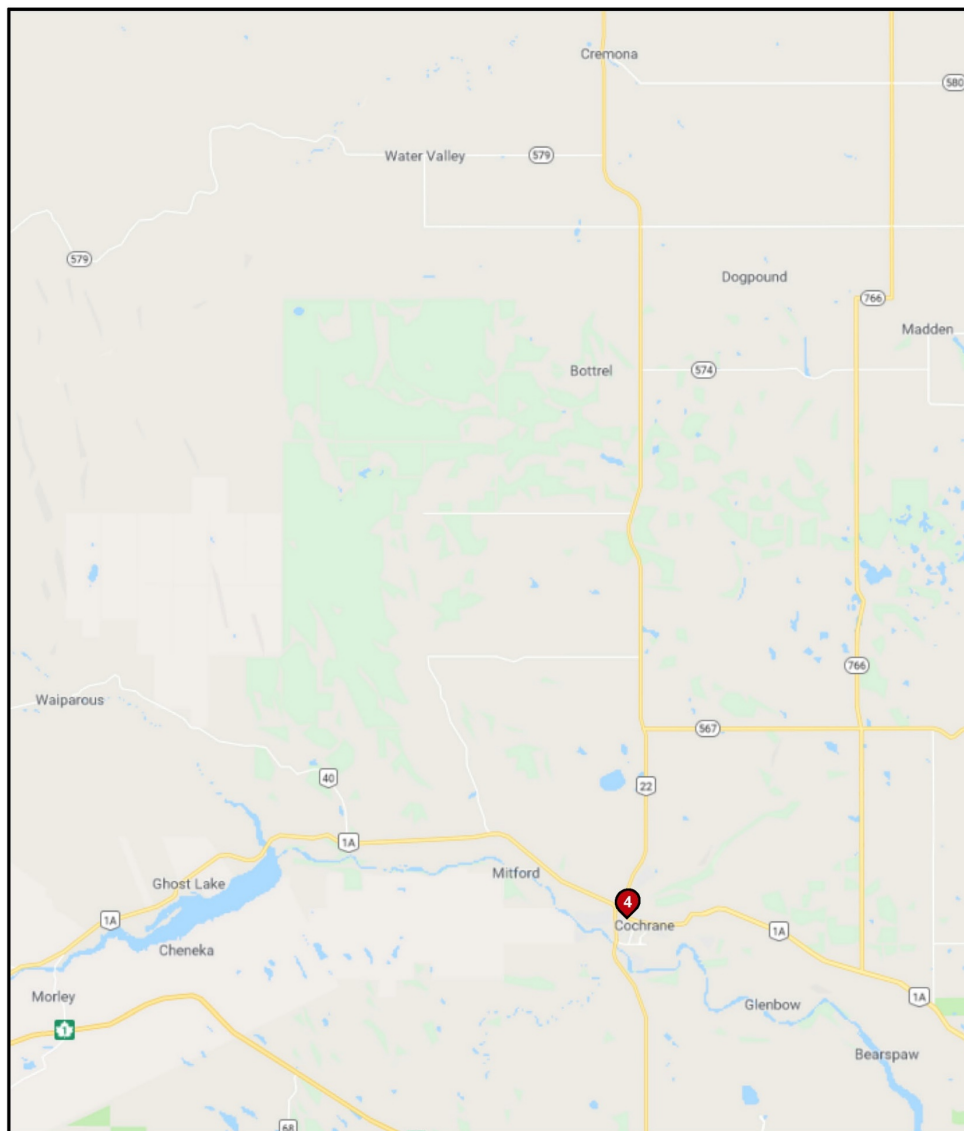 Cremona
580
Water Valley
579
579
Dogpound
766
Madden
Bottrel
574
766
Waiparous
567
40
22
1A
Mitford
Ghost Lake
4
1A
Cochrane
1A
Cheneka
Morley
1A
Glenbow
1
Bearspaw
68